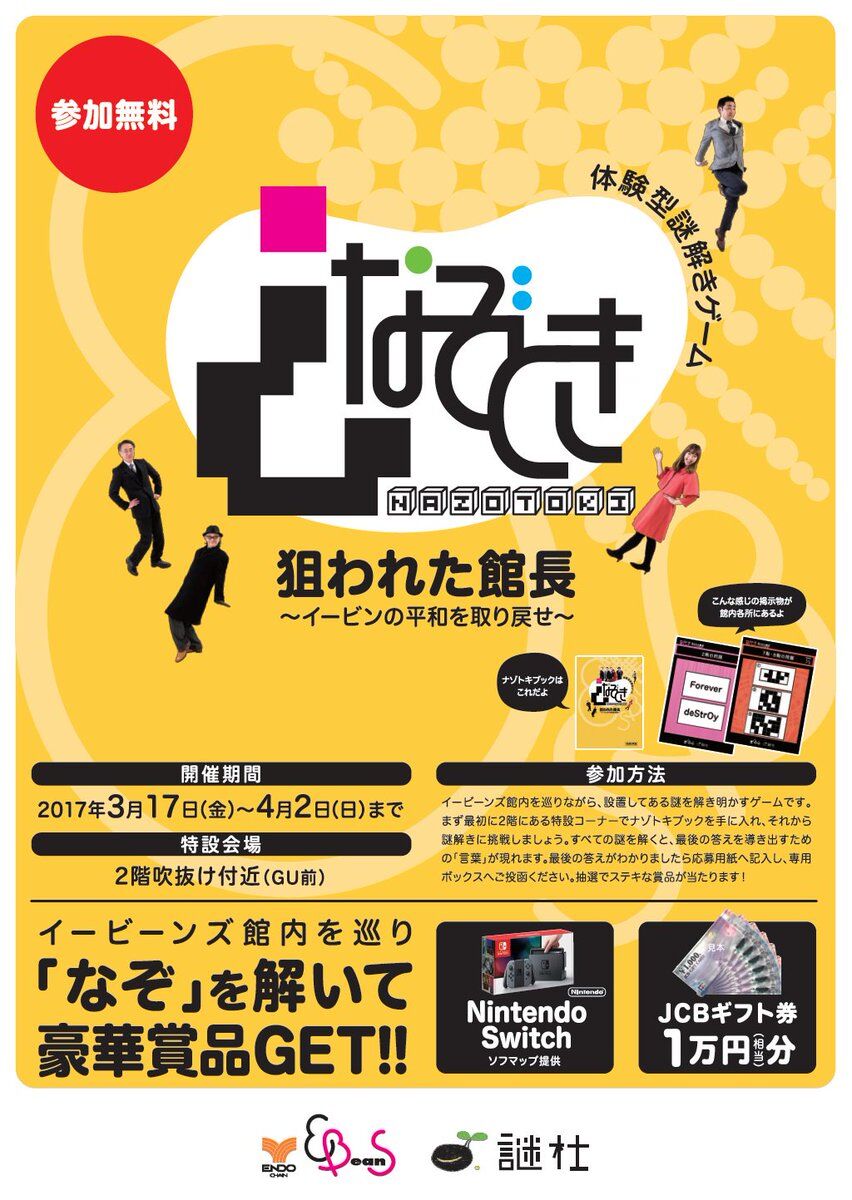 参加無料
体験型謎解きゲーム
なぞとき
NAZOTOKI
狙われた館長
～イービンの平和を取り戻せ～
こんな感じの掲示物が
館内各所にあるよ
ナゾトキブックは
これだよ
Forever
deStrOy
開催期間
2017年3月17日(金)～4月2日(日)まで
特設会場
2階吹抜け付近(GU前)
参加方法
イービーンズ館内を巡りながら、設置してある謎を解き明かすゲームです。
まず最初に2階にある特設コーナーでナゾトキブックを手に入れ、それから
謎解きに挑戦しましょう。すべての謎を解くと、最後の答えを導き出すため
の「言葉」が現れます。最後の答えがわかりましたら応募用紙へ記入し、専用
ボックスへご投函ください。抽選でステキな賞品が当たります！
イービーンズ館内を巡り
「なぞ」を解いて
豪華賞品GET!!
Nintendo
Nintendo
Switch
ソフマップ提供
見本
¥1,000
JCBギフト券
1万円(相当)分
ENDO
CHAIN
EBeanS
謎杜